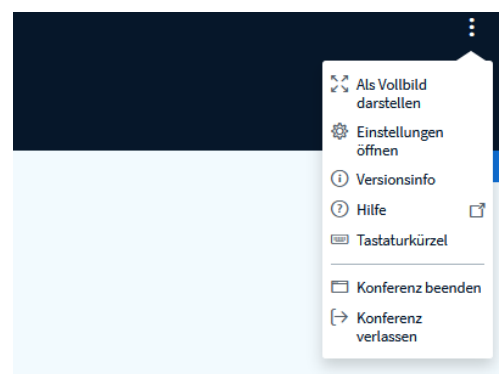 Als Vollbild
darstellen
Einstellungen
öffnen
Versionsinfo
Hilfe
Tastaturkürzel
Konferenz beenden
Konferenz
verlassen